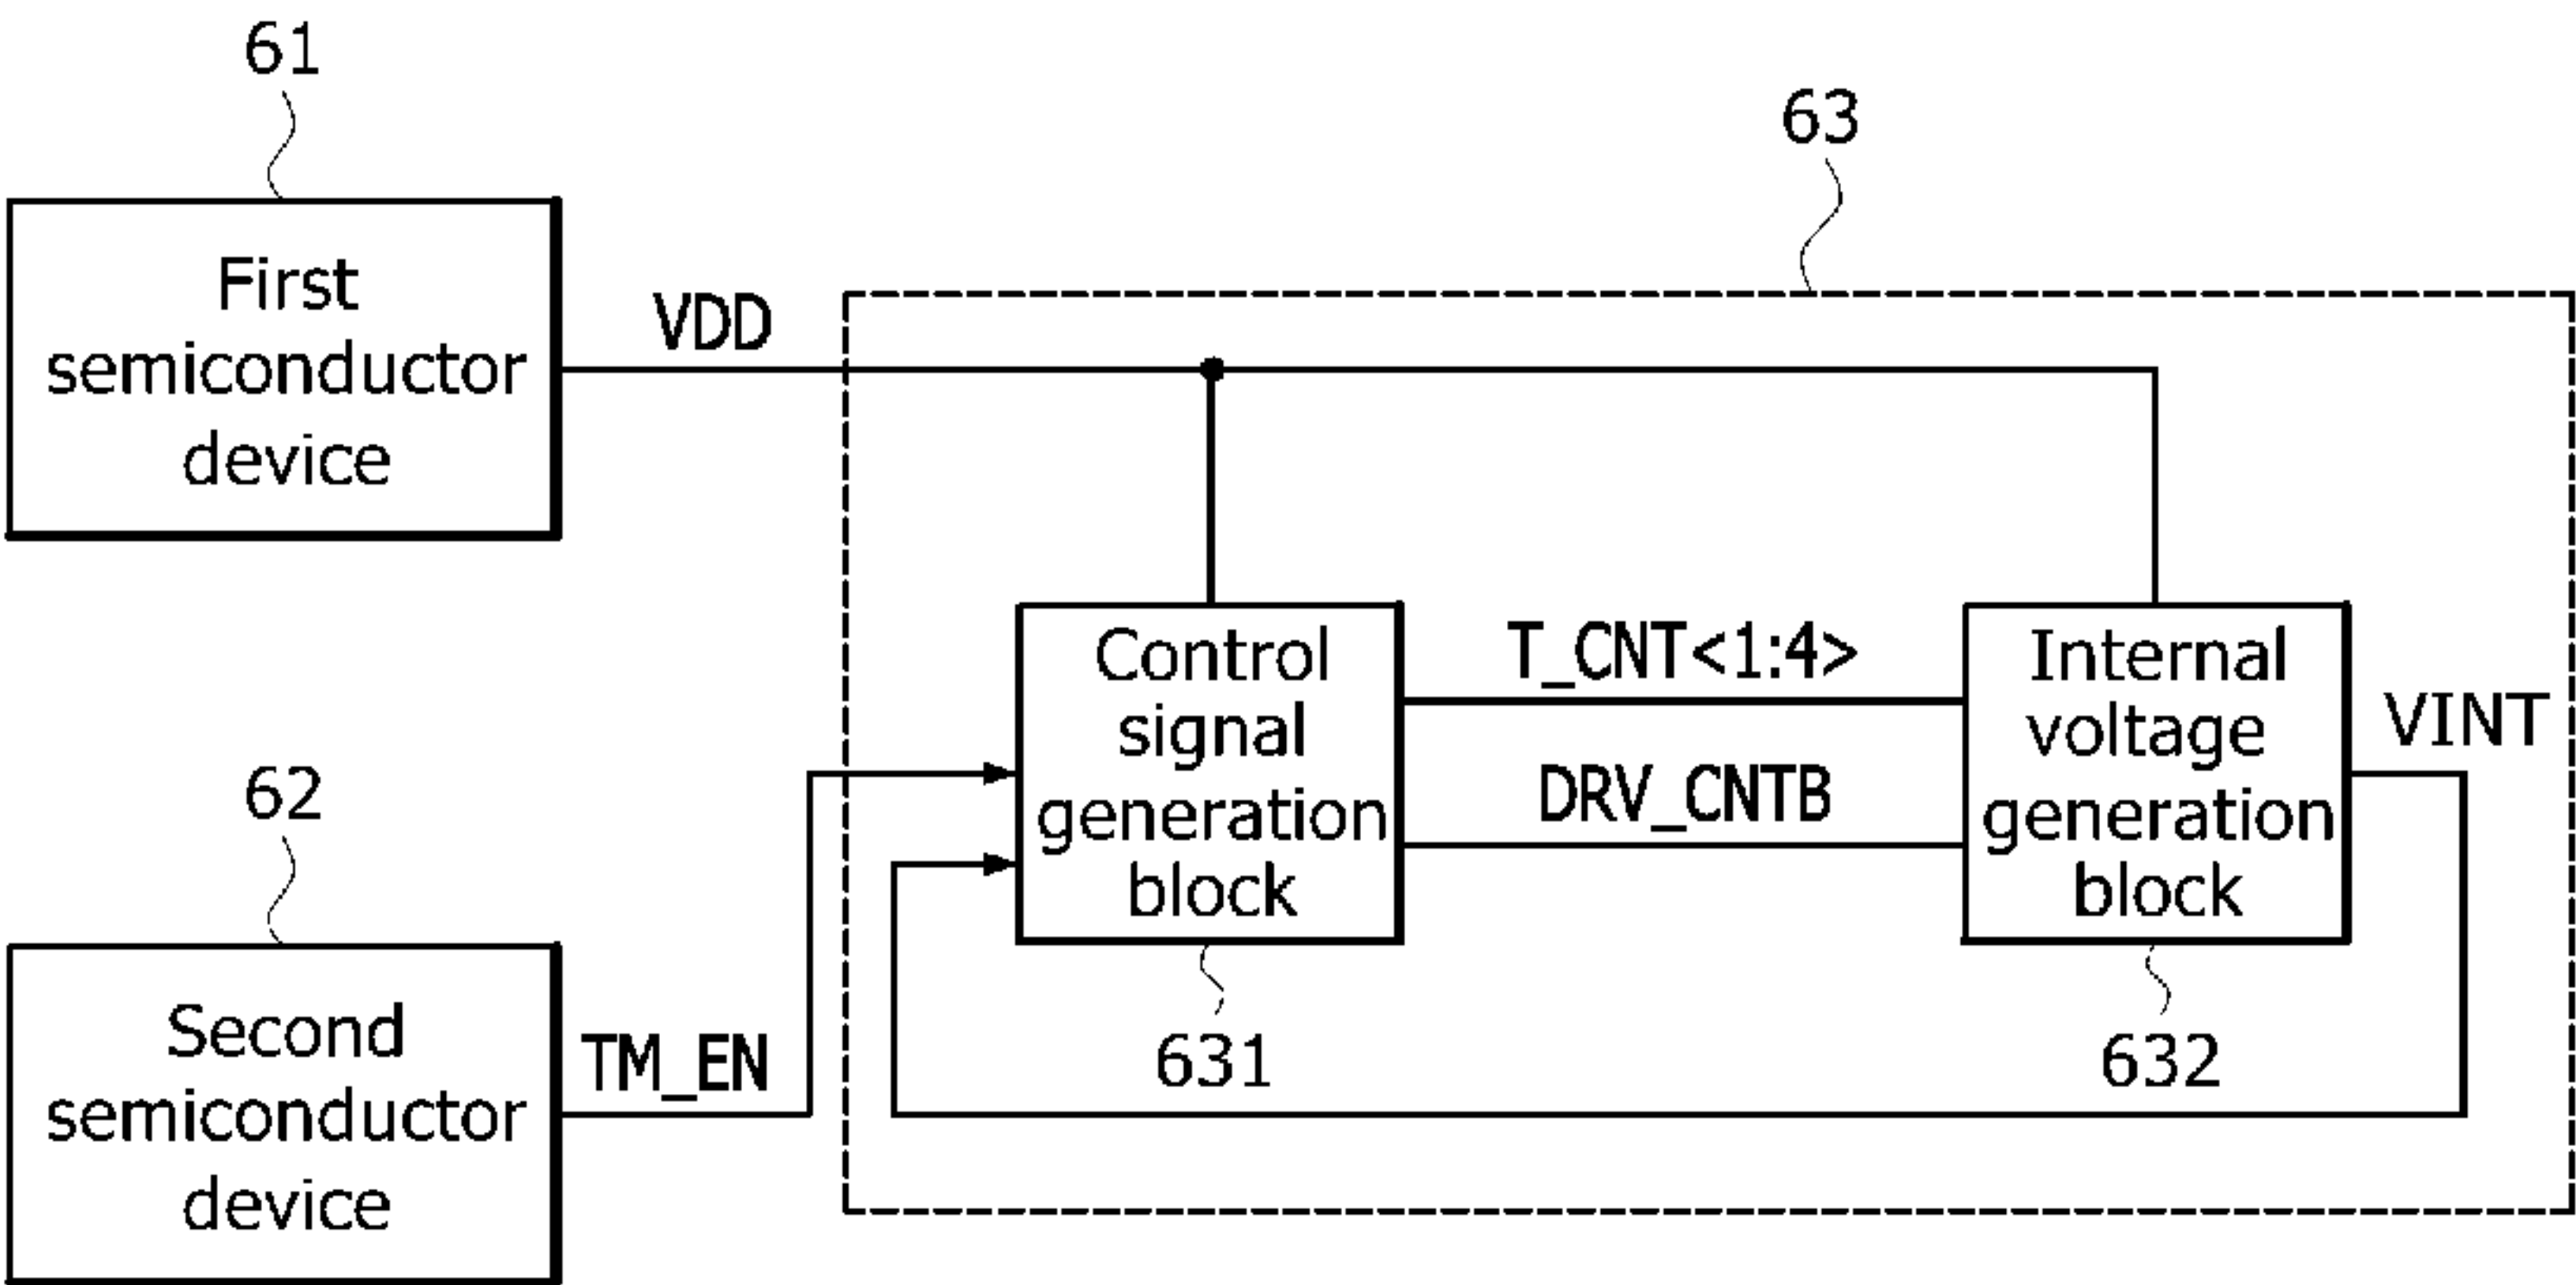 61
63
First
semiconductor
device
VDD
Control
signal
generation
block
T_CNT<1:4>
DRV_CNTB
Internal
voltage
generation
block
VINT
62
Second
semiconductor
device
TM_EN
631
632